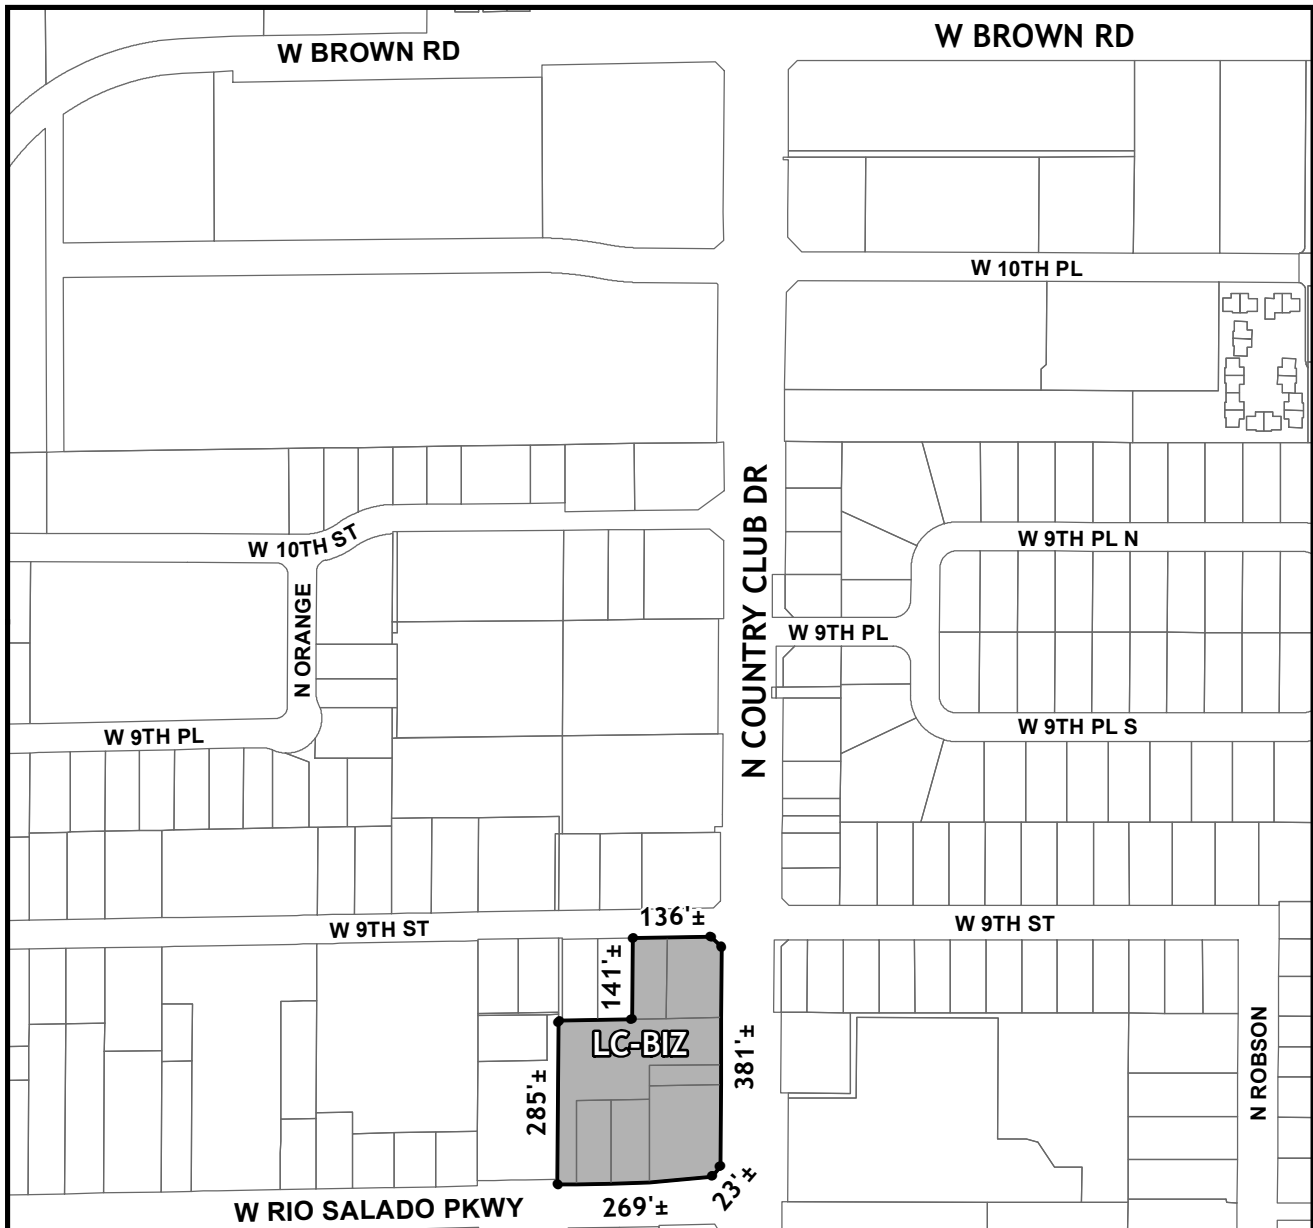 W BROWN RD
W BROWN RD
W 10TH PL
N COUNTRY CLUB DR
W 10TH ST
W 9TH PL N
N ORANGE
W 9TH PL
W 9TH PL S
W 9TH PL
136'±
W 9TH ST
W 9TH ST
141'±
LC-BIZ
381'±
285'±
N ROBSON
23'±
269'±
W RIO SALADO PKWY